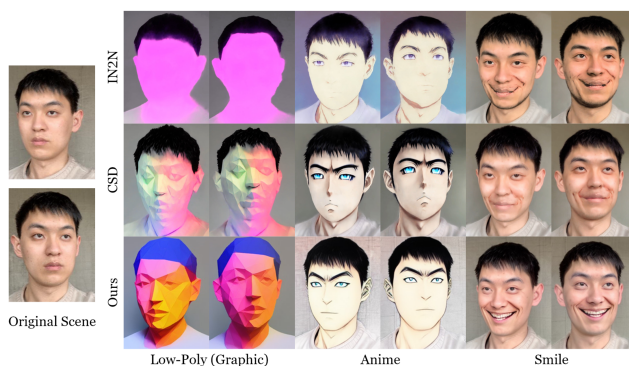 IN2N
CSD
Ours
Original Scene
Low-Poly (Graphic)
Anime
Smile